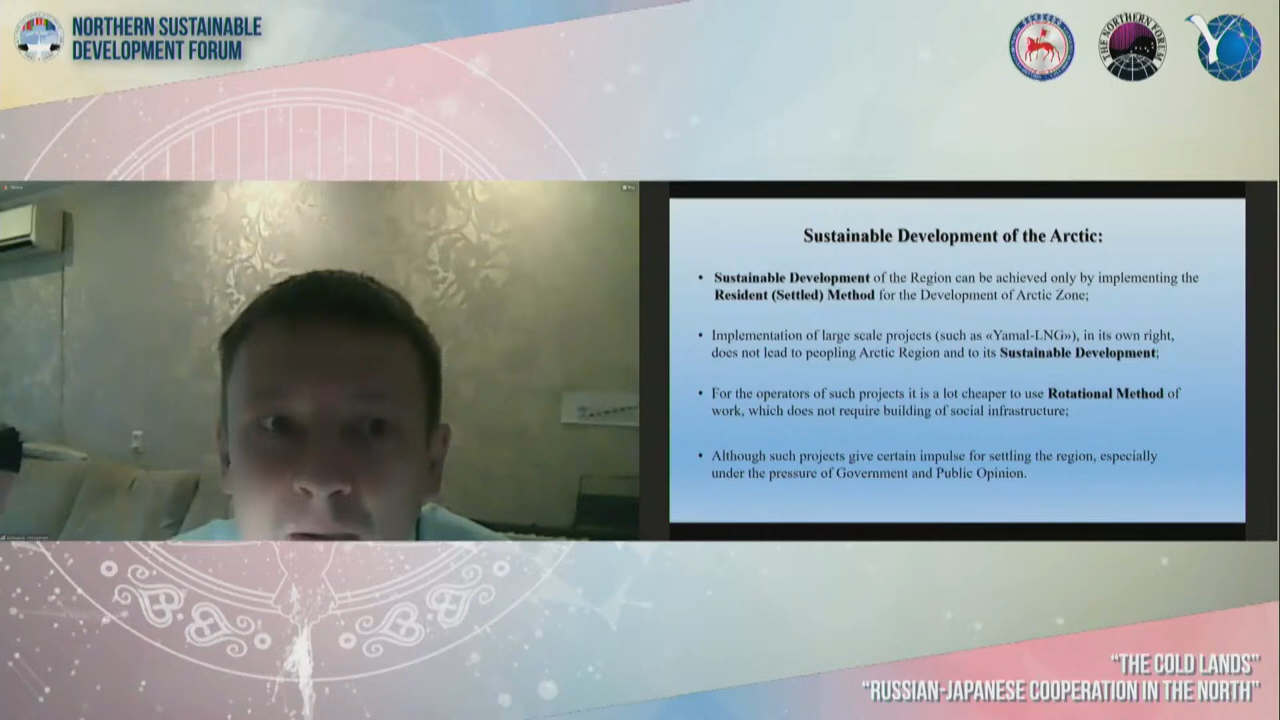 NORTHERN SUSTAINABLE
DEVELOPMENT FORUM
THE NORTHERN FORUM
Sustainable Development of the Arctic:
• Sustainable Development of the Region can be achieved only by implementing the
Resident (Settled) Method for the Development of Arctic Zone;
• Implementation of large scale projects (such as «Yamal-LNG»), in its own right,
does not lead to peopling Arctic Region and to its Sustainable Development;
• For the operators of such projects it is a lot cheaper to use Rotational Method of
work, which does not require building of social infrastructure;
• Although such projects give certain impulse for settling the region, especially
under the pressure of Government and Public Opinion.
“THE COLD LANDS”
“RUSSIAN-JAPANESE COOPERATION IN THE NORTH”